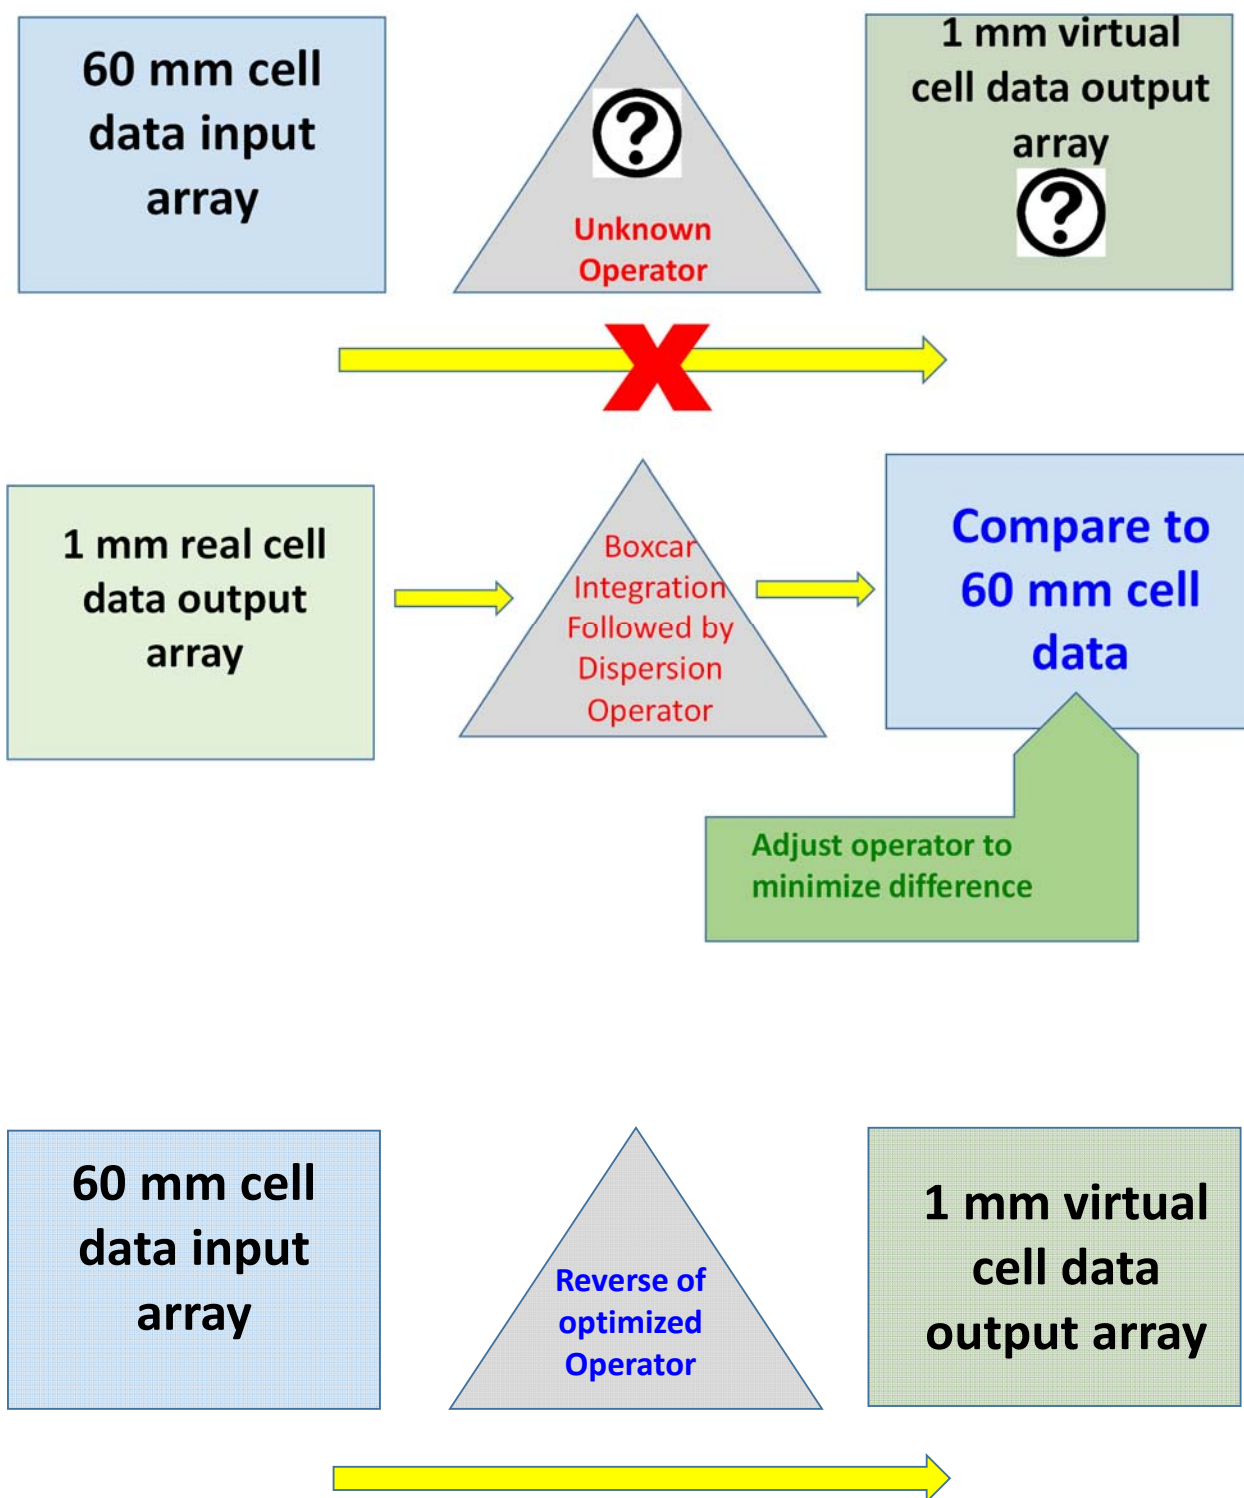 60 mm cell
data input
array
?
Unknown
Operator
1 mm virtual
cell data output
array
?
X
1 mm real cell
data output
array
Boxcar
Integration
Followed by
Dispersion
Operator
Compare to
60 mm cell
data
Adjust operator to
minimize difference
60 mm cell
data input
array
Reverse of
optimized
Operator
1 mm virtual
cell data
output array